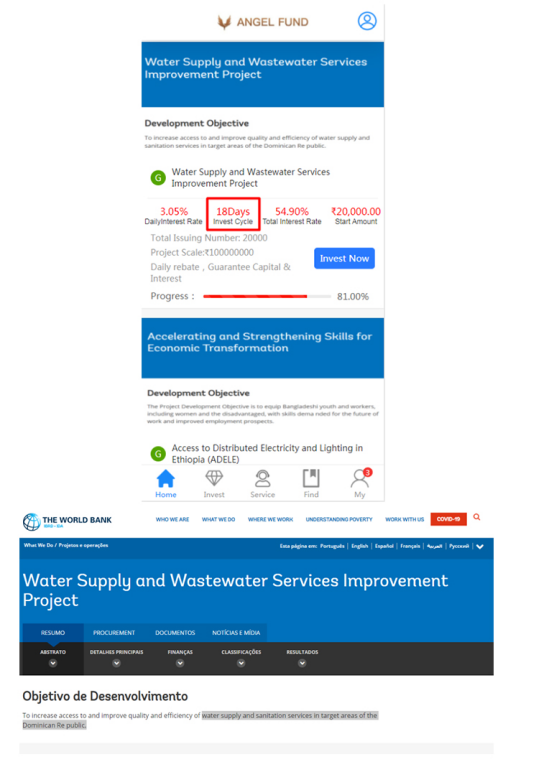 ANGEL FUND
Water Supply and Wastewater Services
Improvement Project
Development Objective
To increase access to and improve quality and efficiency of water supply and
sanitation services in target areas of the Dominican Re public.
G
Water Supply and Wastewater Services
Improvement Project
3.05% 18Days 54.90% ₹20,000.00
DailyInterest Rate Invest Cycle Total Interest Rate Start Amount
Total Issuing Number: 20000
Project Scale:₹100000000
Invest Now
Daily rebate , Guarantee Capital &
Interest
Progress : 81.00%
Accelerating and Strengthening Skills for
Economic Transformation
Development Objective
The Project Development Objective is to equip Bangladeshi youth and workers,
including women and the disadvantaged, with skills dema nded for the future of
work and improved employment prospects.
G
Access to Distributed Electricity and Lighting in
Ethiopia (ADELE)
3
Home Invest Service Find My
THE WORLD BANK
IBRD • IDA
WHO WE ARE WHAT WE DO WHERE WE WORK UNDERSTANDING POVERTY WORK WITH US COVID-19
What We Do / Projetos e operações
Esta página em: Português | English | Español | Français | العربية | Русский |
Water Supply and Wastewater Services Improvement
Project
RESUMO PROCUREMENT DOCUMENTOS NOTÍCIAS E MÍDIA
ABSTRATO DETALHES PRINCIPAIS FINANÇAS CLASSIFICAÇÕES RESULTADOS
Objetivo de Desenvolvimento
To increase access to and improve quality and efficiency of water supply and sanitation services in target areas of the
Dominican Re public.